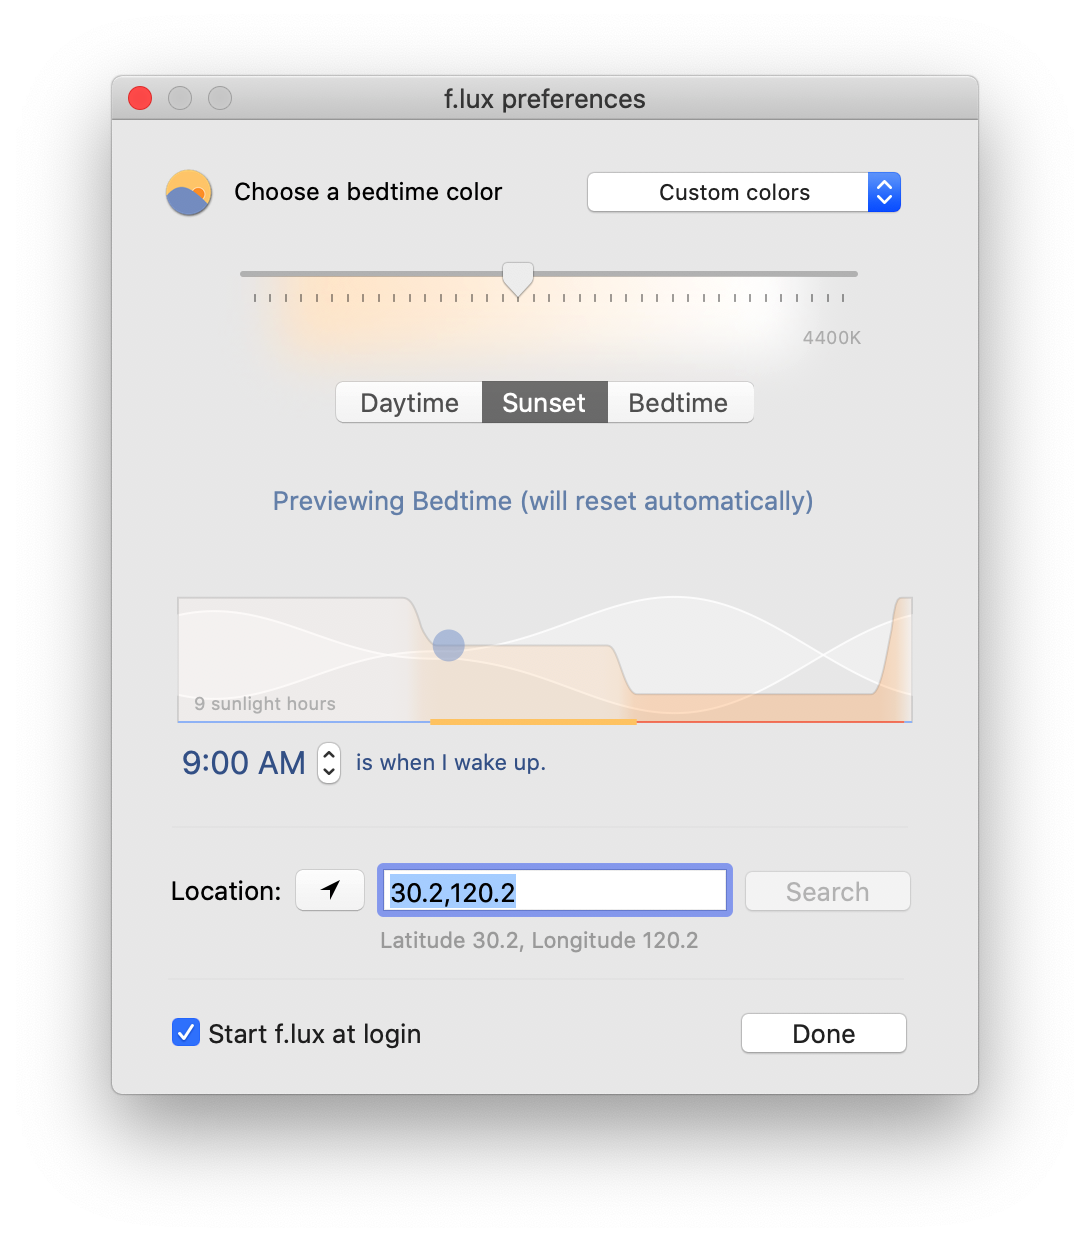 f.lux preferences
Choose a bedtime color
Custom colors
4400K
Daytime Sunset Bedtime
Previewing Bedtime (will reset automatically)
9 sunlight hours
9:00 AM is when I wake up.
Location: 30.2,120.2 Search
Latitude 30.2, Longitude 120.2
Start f.lux at login Done